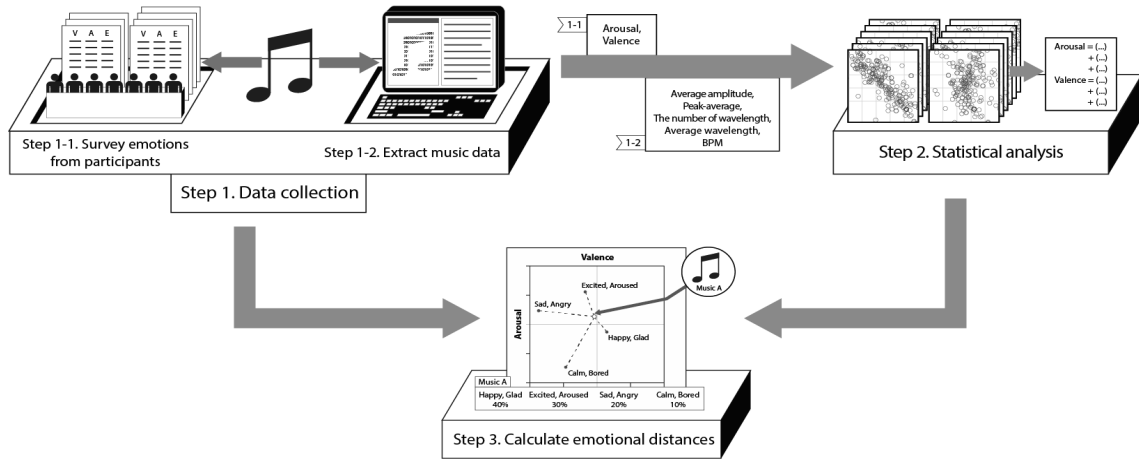 V A E
V A E
Step 1-1. Survey emotions
from participants
Step 1-2. Extract music data
Step 1. Data collection
1-1
Arousal,
Valence
Average amplitude,
Peak-average,
The number of wavelength,
Average wavelength,
BPM
1-2
Arousal = (...)
+ (...)
+ (...)
Valence = (...)
+ (...)
+ (...)
Step 2. Statistical analysis
Valence
Arousal
Excited, Aroused
Sad, Angry
Happy, Glad
Calm, Bored
Music A
Music A
Happy, Glad Excited, Aroused Sad, Angry Calm, Bored
40% 30% 20% 10%
Step 3. Calculate emotional distances